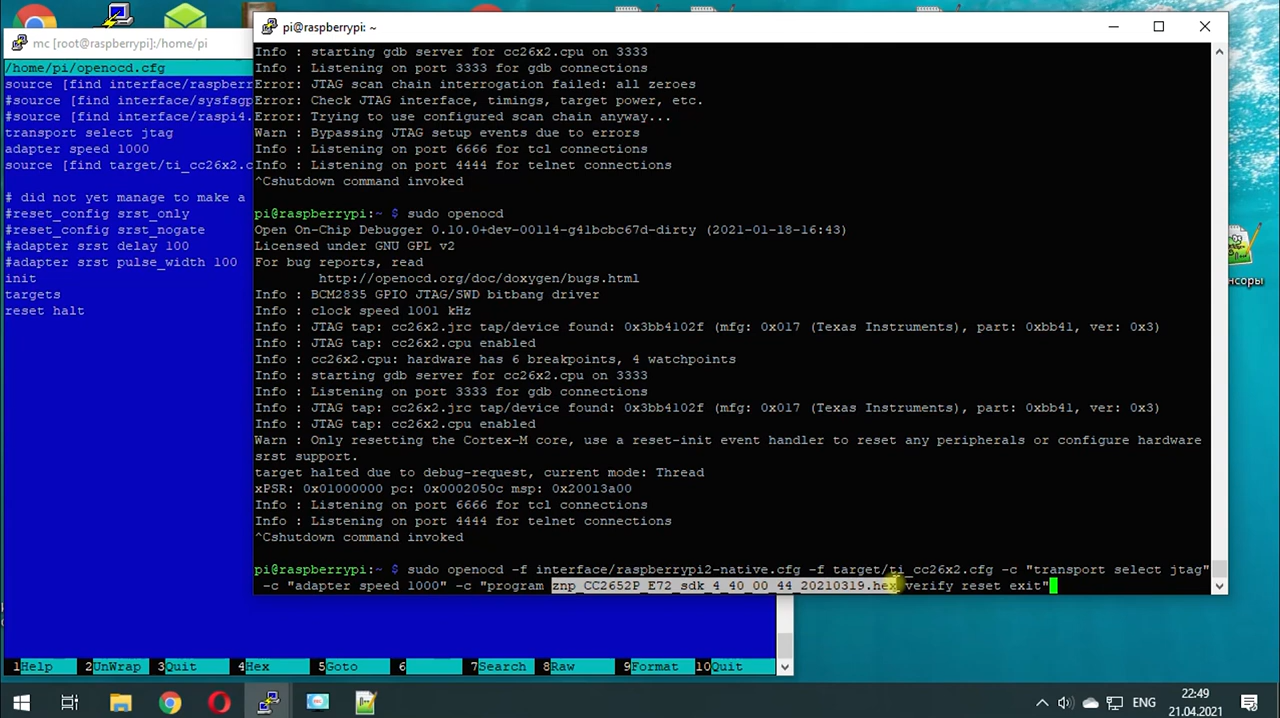 mc [root@raspberrypi]:/home/pi
/home/pi/openocd.cfg
source [find interface/raspberr
#source [find interface/sysfsgp
#source [find interface/raspi4.
transport select jtag
adapter speed 1000
source [find target/ti_cc26x2.c
# did not yet manage to make a
#reset_config srst_only
#reset_config srst_nogate
#adapter srst delay 100
#adapter srst pulse_width 100
init
targets
reset halt
1Help 2UnWrap 3Quit 4Hex 5Goto 6 7Search 8Raw 9Format 10Quit
pi@raspberrypi: ~
Info : starting gdb server for cc26x2.cpu on 3333
Info : Listening on port 3333 for gdb connections
Error: JTAG scan chain interrogation failed: all zeroes
Error: Check JTAG interface, timings, target power, etc.
Error: Trying to use configured scan chain anyway...
Warn : Bypassing JTAG setup events due to errors
Info : Listening on port 6666 for tcl connections
Info : Listening on port 4444 for telnet connections
^Cshutdown command invoked
pi@raspberrypi:~ $ sudo openocd
Open On-Chip Debugger 0.10.0+dev-00114-g41bcbc67d-dirty (2021-01-18-16:43)
Licensed under GNU GPL v2
For bug reports, read
http://openocd.org/doc/doxygen/bugs.html
Info : BCM2835 GPIO JTAG/SWD bitbang driver
Info : clock speed 1001 kHz
Info : JTAG tap: cc26x2.jrc tap/device found: 0x3bb4102f (mfg: 0x017 (Texas Instruments), part: 0xbb41, ver: 0x3)
Info : JTAG tap: cc26x2.cpu enabled
Info : cc26x2.cpu: hardware has 6 breakpoints, 4 watchpoints
Info : starting gdb server for cc26x2.cpu on 3333
Info : Listening on port 3333 for gdb connections
Info : JTAG tap: cc26x2.jrc tap/device found: 0x3bb4102f (mfg: 0x017 (Texas Instruments), part: 0xbb41, ver: 0x3)
Info : JTAG tap: cc26x2.cpu enabled
Warn : Only resetting the Cortex-M core, use a reset-init event handler to reset any peripherals or configure hardware
srst support.
target halted due to debug-request, current mode: Thread
xPSR: 0x01000000 pc: 0x0002050c msp: 0x20013a00
Info : Listening on port 6666 for tcl connections
Info : Listening on port 4444 for telnet connections
^Cshutdown command invoked
pi@raspberrypi:~ $ sudo openocd -f interface/raspberrypi2-native.cfg -f target/ti_cc26x2.cfg -c "transport select jtag"
-c "adapter speed 1000" -c "program znp_CC2652P_E72_sdk_4_40_00_44_20210319.hex verify reset exit"
нсоры
ENG
22:49
21.04.2021